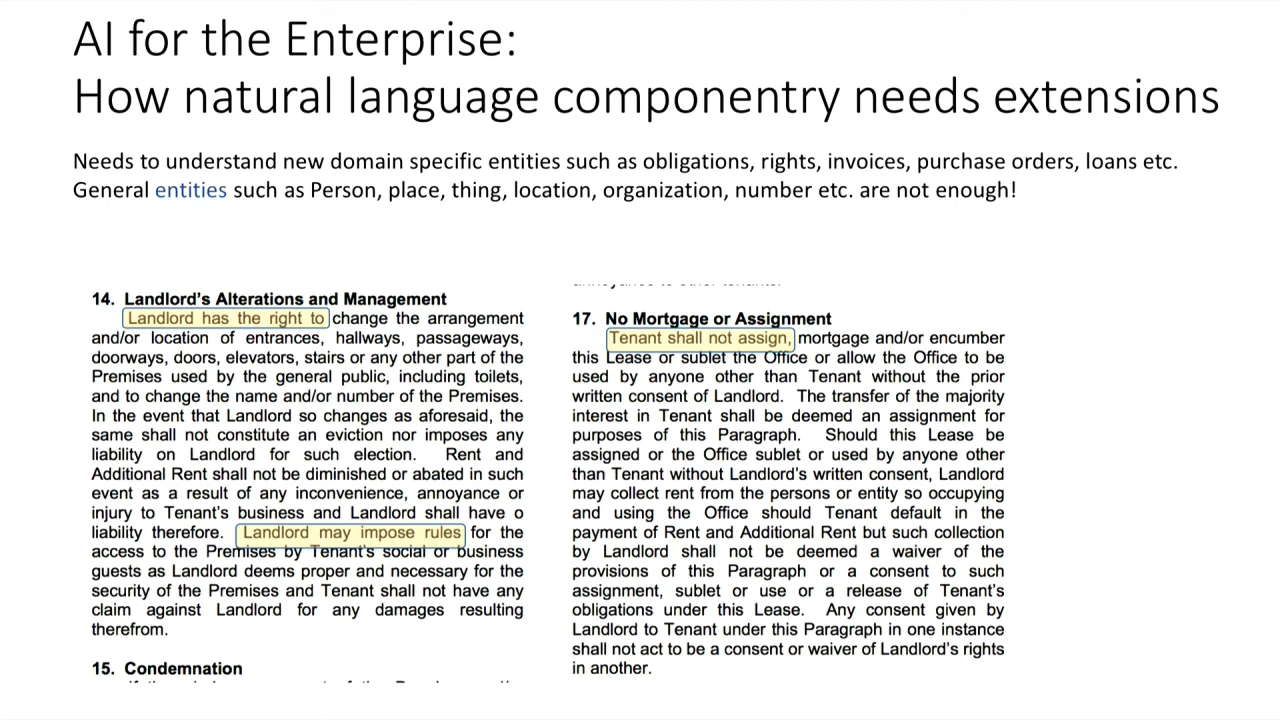 AI for the Enterprise:
How natural language componentry needs extensions
Needs to understand new domain specific entities such as obligations, rights, invoices, purchase orders, loans etc.
General entities such as Person, place, thing, location, organization, number etc. are not enough!
14. Landlord's Alterations and Management
Landlord has the right to change the arrangement
and/or location of entrances, hallways, passageways,
doorways, doors, elevators, stairs or any other part of the
Premises used by the general public, including toilets,
and to change the name and/or number of the Premises.
In the event that Landlord so changes as aforesaid, the
same shall not constitute an eviction nor imposes any
liability on Landlord for such election. Rent and
Additional Rent shall not be diminished or abated in such
event as a result of any inconvenience, annoyance or
injury to Tenant's business and Landlord shall have o
liability therefore. Landlord may impose rules for the
access to the Premises by Tenant's social or business
guests as Landlord deems proper and necessary for the
security of the Premises and Tenant shall not have any
claim against Landlord for any damages resulting
therefrom.
15. Condemnation
17. No Mortgage or Assignment
Tenant shall not assign, mortgage and/or encumber
this Lease or sublet the Office or allow the Office to be
used by anyone other than Tenant without the prior
written consent of Landlord. The transfer of the majority
interest in Tenant shall be deemed an assignment for
purposes of this Paragraph. Should this Lease be
assigned or the Office sublet or used by anyone other
than Tenant without Landlord's written consent, Landlord
may collect rent from the persons or entity so occupying
and using the Office should Tenant default in the
payment of Rent and Additional Rent but such collection
by Landlord shall not be deemed a waiver of the
provisions of this Paragraph or a consent to such
assignment, sublet or use or a release of Tenant's
obligations under this Lease. Any consent given by
Landlord to Tenant under this Paragraph in one instance
shall not act to be a consent or waiver of Landlord's rights
in another.